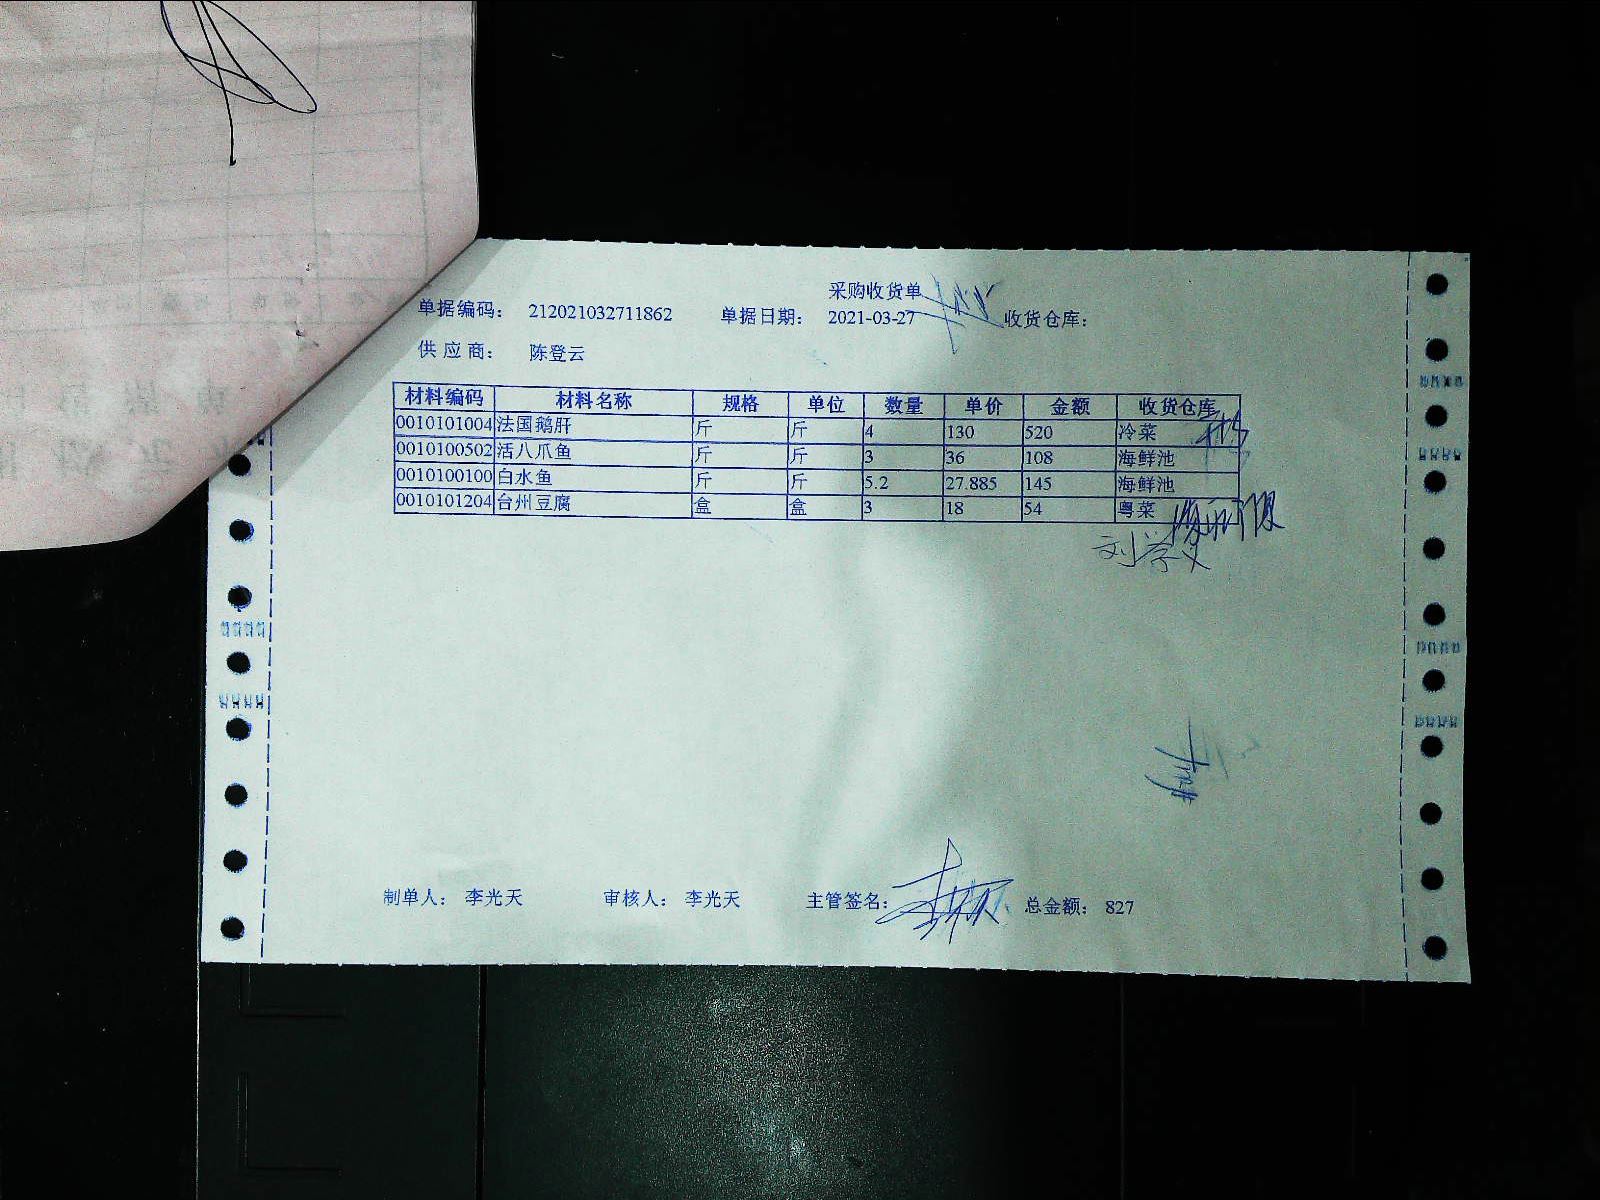 采购收货单
单据编码： 212021032711862 单据日期： 2021-03-27 收货仓库：
供应商： 陈登云
材料编码 材料名称 规格 单位 数量 单价 金额 收货仓库
0010101004 法国鹅肝 斤 斤 4 130 520 冷菜
0010100502 活八爪鱼 斤 斤 3 36 108 海鲜池
0010100100 白水鱼 斤 斤 5.2 27.885 145 海鲜池
0010101204 台州豆腐 盒 盒 3 18 54 粤菜
刘学义
制单人： 李光天 审核人： 李光天 主管签名： 总金额： 827